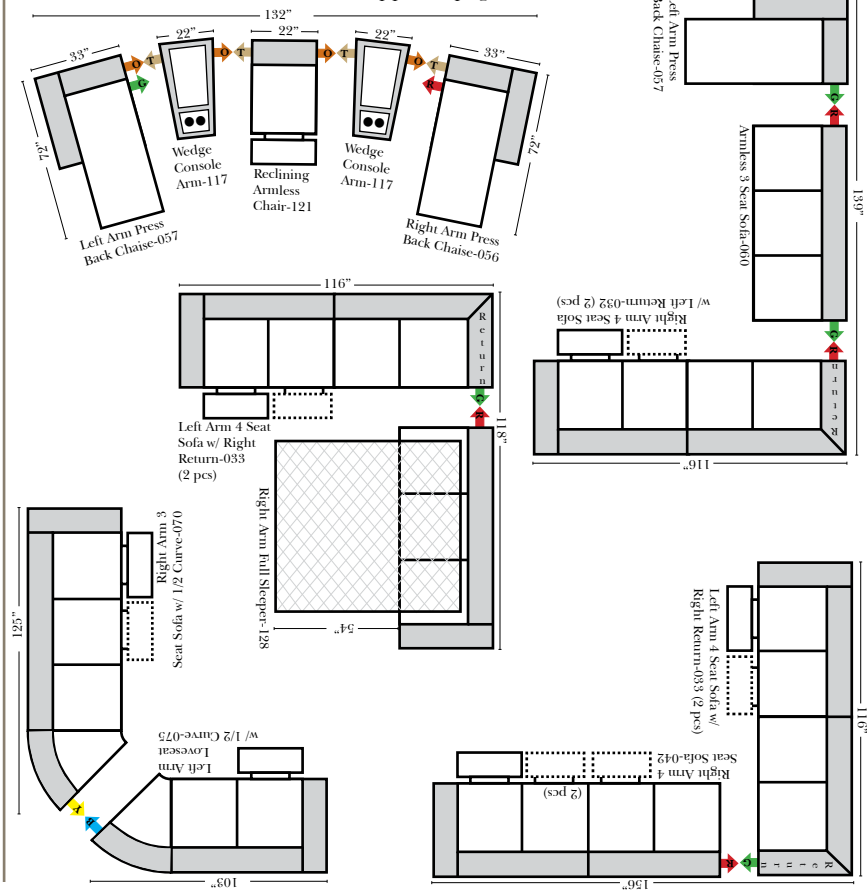 132”
33”
22”
22”
22”
33”
O
T
O
T
O
T
O
T
G
R
72”
72”
Wedge
Console
Arm-117
Reclining
Armless
Chair-121
Wedge
Console
Arm-117
Left Arm Press
Back Chaise-057
Right Arm Press
Back Chaise-056
Left Arm Press
Back Chaise-057
G
R
Armless 3 Seat Sofa-060
139”
G
R
Right Arm 4 Seat Sofa
w/ Left Return-032 (2 pcs)
Return
116”
116”
Return
G
R
118”
Left Arm 4 Seat
Sofa w/ Right
Return-033
(2 pcs)
Right Arm Full Sleeper-128
54”
125”
Right Arm 3
Seat Sofa w/ 1/2 Curve-070
Y
B
Left Arm
Loveseat
w/ 1/2 Curve-075
103”
Left Arm 4 Seat Sofa w/
Right Return-033 (2 pcs)
116”
Right Arm 4
Seat Sofa-042
(2 pcs)
R
G
Return
156”